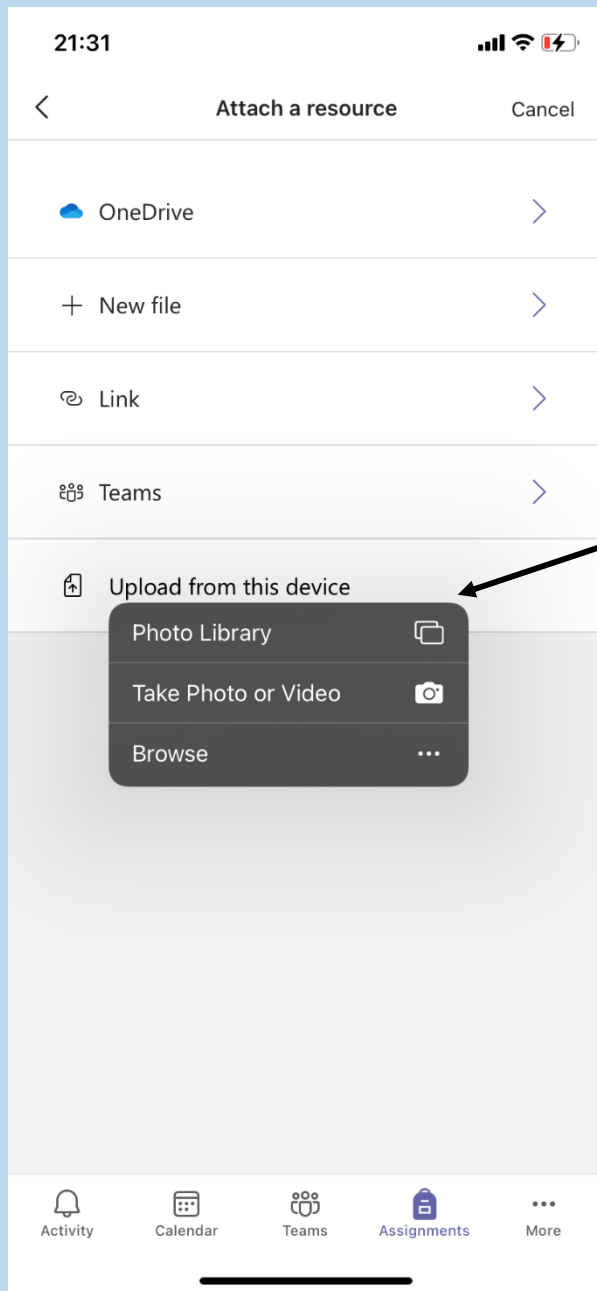 21:31
Attach a resource
Cancel
OneDrive
New file
Link
Teams
Upload from this device
Photo Library
Take Photo or Video
Browse
Activity
Calendar
Teams
Assignments
More